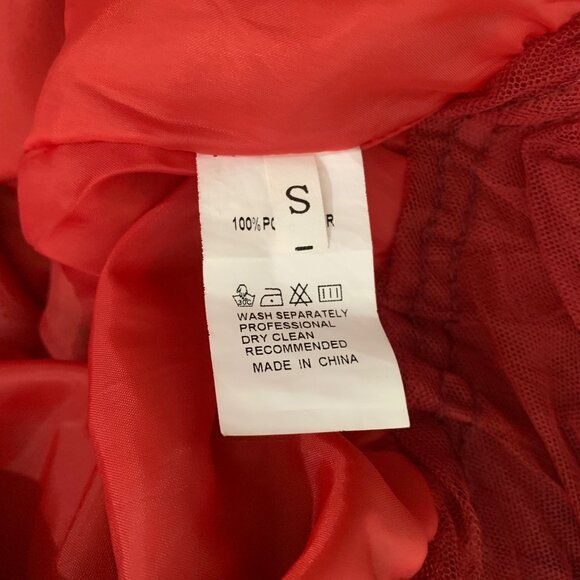 S
100%
WASH SEPARATELY
PROFESSIONAL
DRY CLEAN
RECOMMENDED
MADE IN CHINA